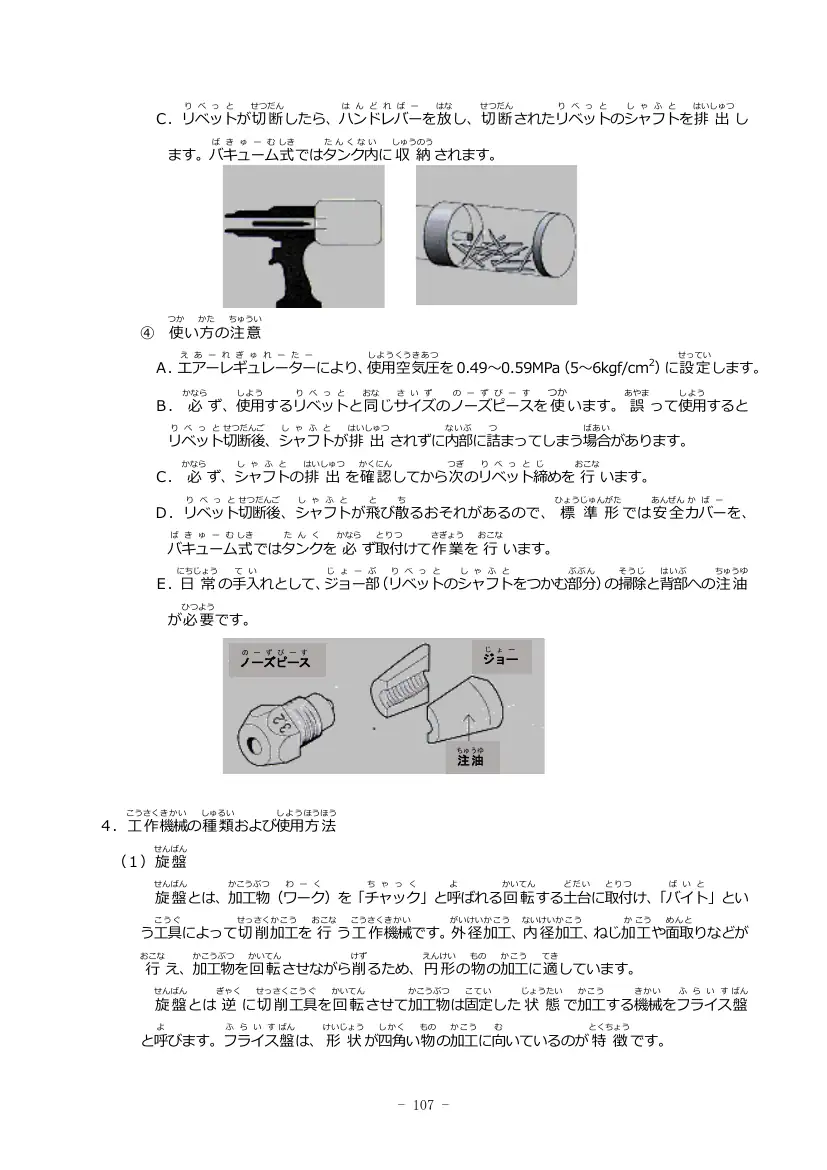 C．リベットが切断したら、ハンドレバーを放し、切断されたリベットのシャフトを排出し
ます。バキューム式ではタンク内に収納されます。
④　使い方の注意
A．エアーレギュレーターにより、使用空気圧を0.49～0.59MPa（5～6kgf/cm²）に設定します。
B．必ず、使用するリベットと同じサイズのノーズピースを使います。誤って使用すると
リベット切断後、シャフトが排出されずに内部に詰まってしまう場合があります。
C．必ず、シャフトの排出を確認してから次のリベット締めを行います。
D．リベット切断後、シャフトが飛び散るおそれがあるので、標準形では安全カバーを、
バキューム式ではタンクを必ず取付けて作業を行います。
E．日常の手入れとして、ジョー部（リベットのシャフトをつかむ部分）の掃除と背部への注油
が必要です。
ノーズピース
ジョー
32
注油
4．工作機械の種類および使用方法
（1）旋盤
旋盤とは、加工物（ワーク）を「チャック」と呼ばれる回転する土台に取付け、「バイト」とい
う工具によって切削加工を行う工作機械です。外径加工、内径加工、ねじ加工や面取りなどが
行え、加工物を回転させながら削るため、円形の物の加工に適しています。
旋盤とは逆に切削工具を回転させて加工物は固定した状態で加工する機械をフライス盤
と呼びます。フライス盤は、形状が四角い物の加工に向いているのが特徴です。
- 107 -